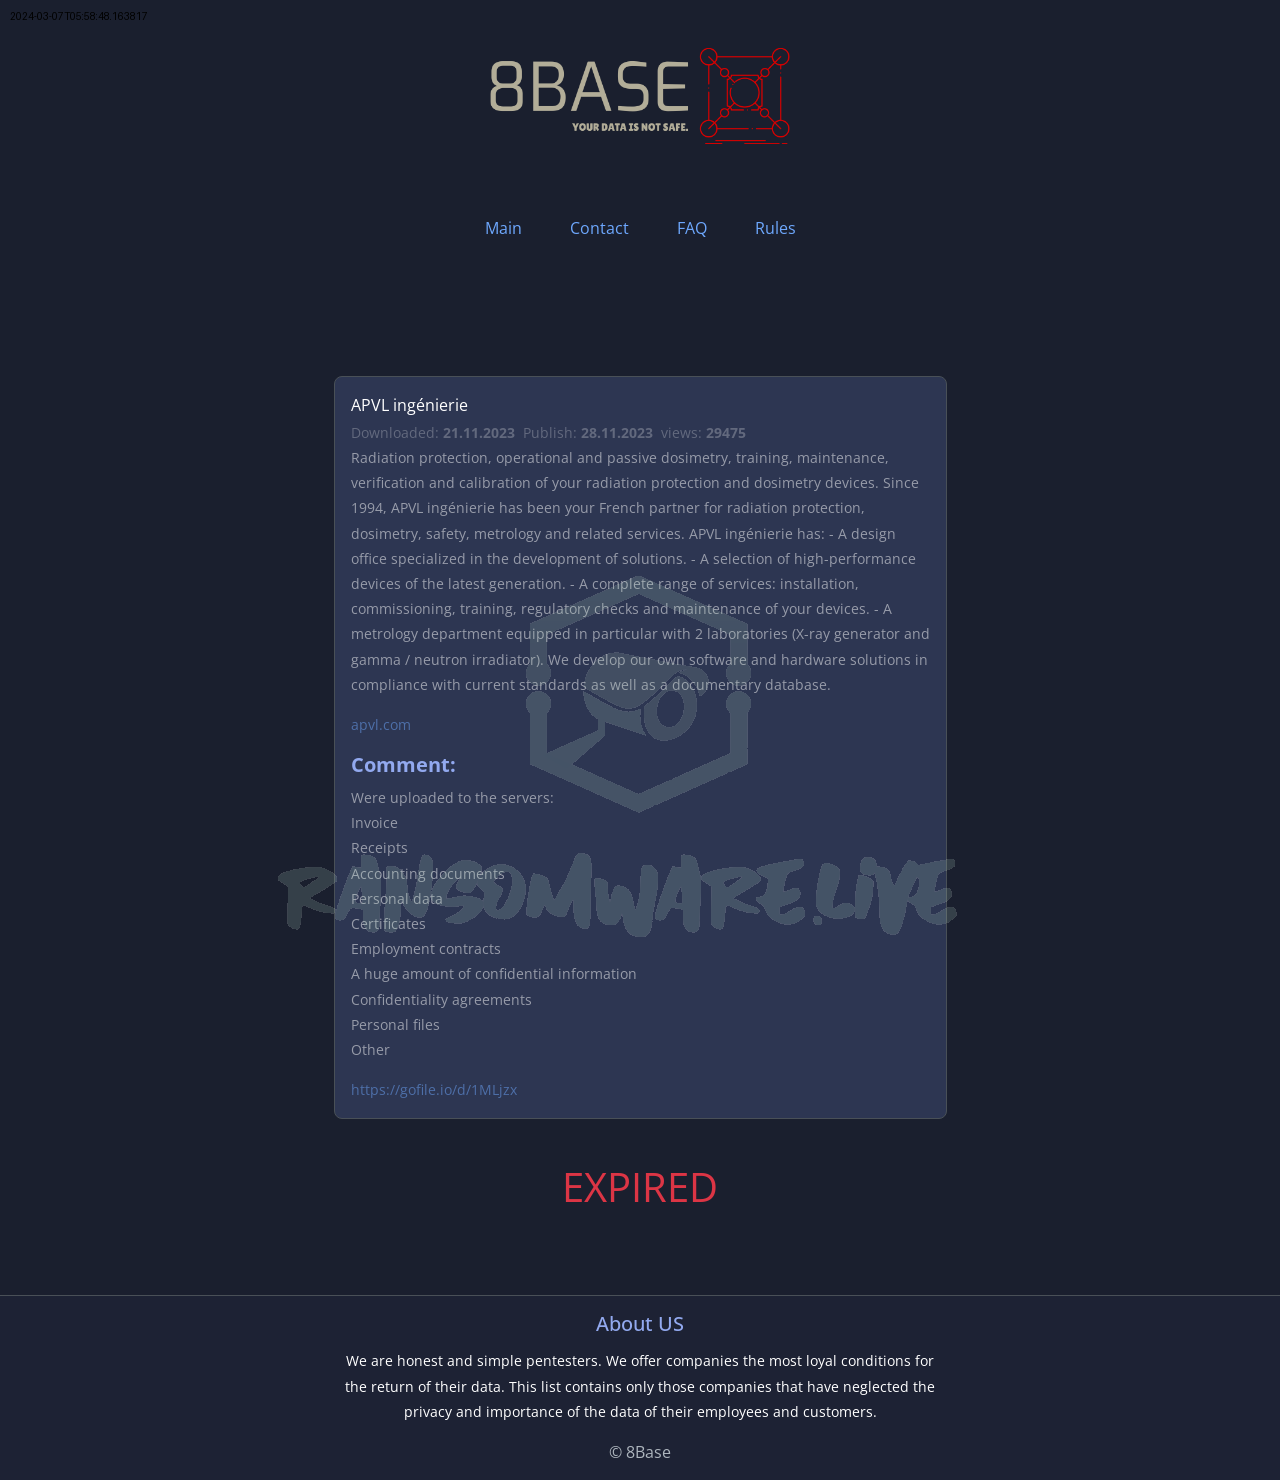 2024-03-07T05:58:48.163817
8BASE
YOUR DATA IS NOT SAFE.
Main Contact FAQ Rules
APVL ingénierie
Downloaded: 21.11.2023 Publish: 28.11.2023 views: 29475
Radiation protection, operational and passive dosimetry, training, maintenance,
verification and calibration of your radiation protection and dosimetry devices. Since
1994, APVL ingénierie has been your French partner for radiation protection,
dosimetry, safety, metrology and related services. APVL ingénierie has: - A design
office specialized in the development of solutions. - A selection of high-performance
devices of the latest generation. - A complete range of services: installation,
commissioning, training, regulatory checks and maintenance of your devices. - A
metrology department equipped in particular with 2 laboratories (X-ray generator and
gamma / neutron irradiator). We develop our own software and hardware solutions in
compliance with current standards as well as a documentary database.
apvl.com
Comment:
Were uploaded to the servers:
Invoice
Receipts
Accounting documents
Personal data
RANSOMWARE.LIVE
Certificates
Employment contracts
A huge amount of confidential information
Confidentiality agreements
Personal files
Other
https://gofile.io/d/1MLjzx
EXPIRED
About US
We are honest and simple pentesters. We offer companies the most loyal conditions for
the return of their data. This list contains only those companies that have neglected the
privacy and importance of the data of their employees and customers.
© 8Base